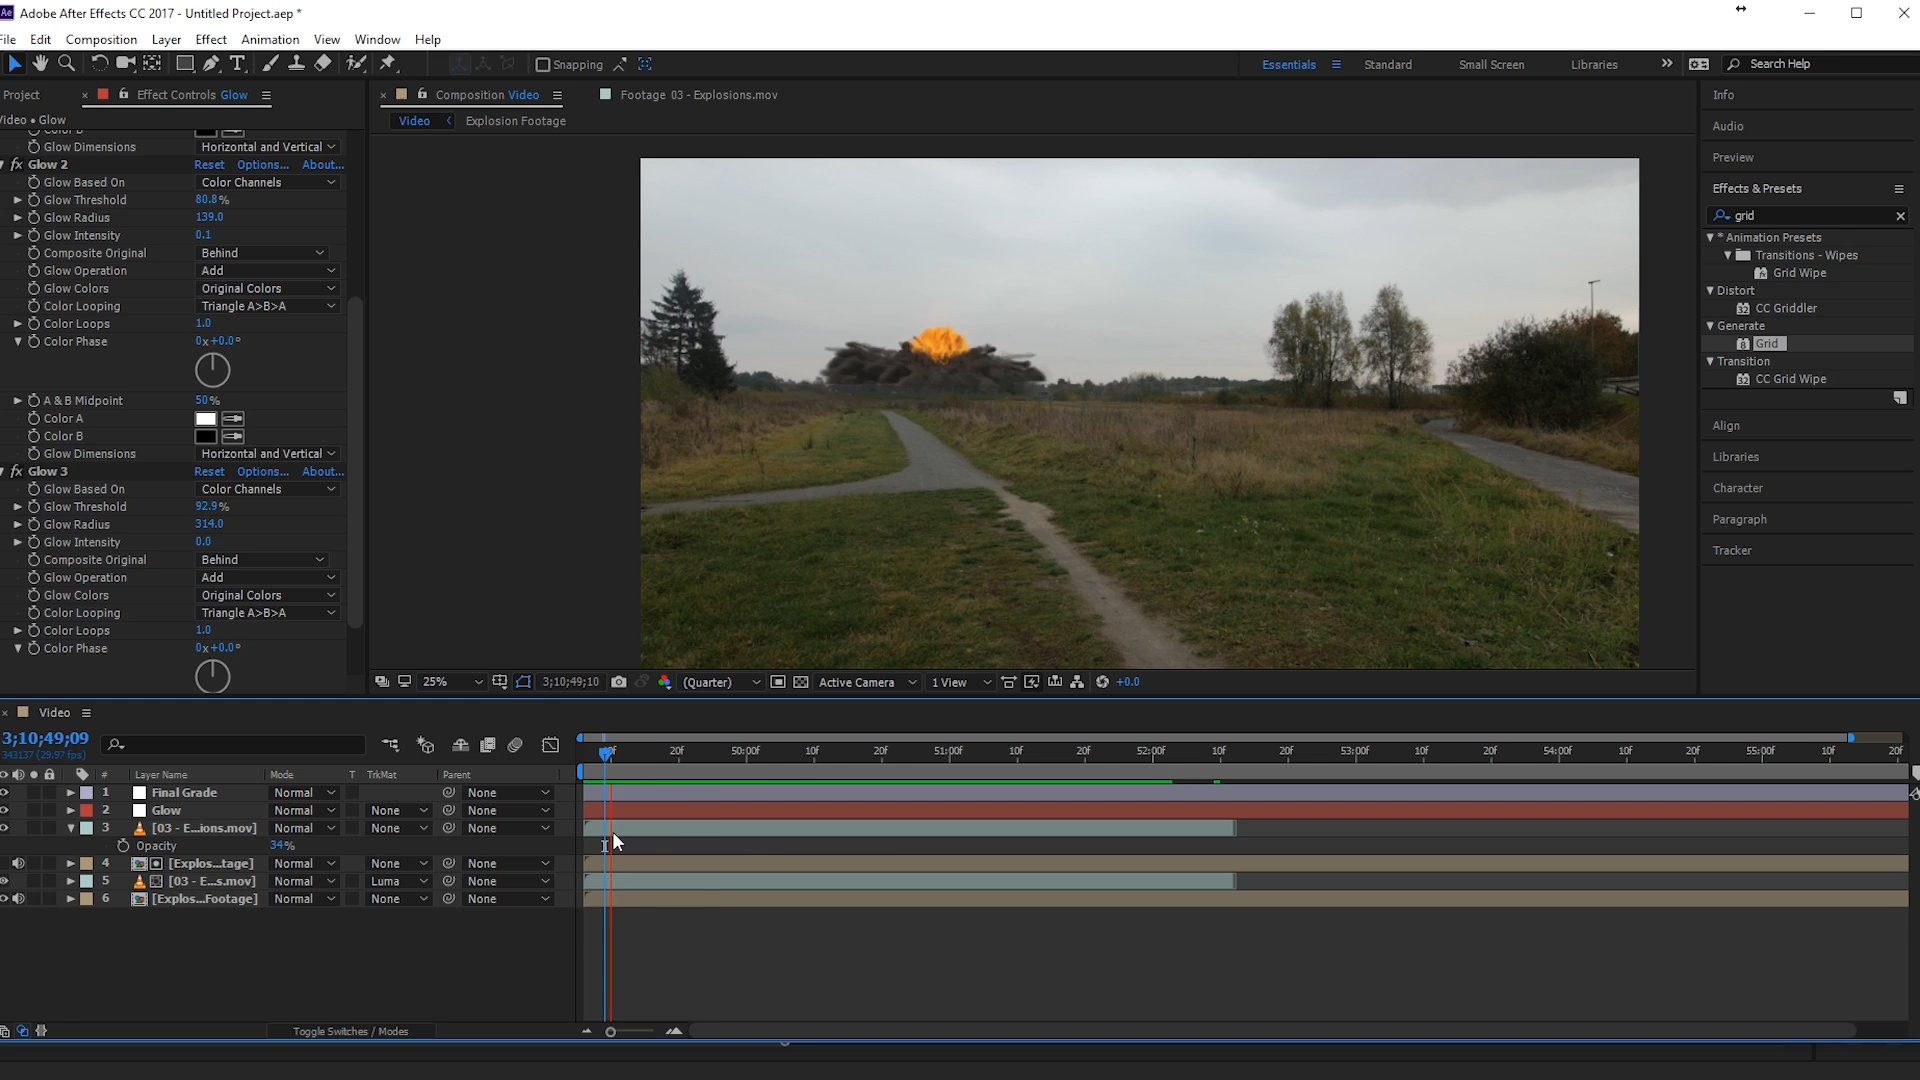 Ae Adobe After Effects CC 2017 - Untitled Project.aep *
File Edit Composition Layer Effect Animation View Window Help
Snapping Essentials Standard Small Screen Libraries Search Help
Project Effect Controls Glow Composition Video Footage 03 - Explosions.mov Info
Video • Glow
Video Explosion Footage
Audio
Preview
Effects & Presets
grid
* Animation Presets
Transitions - Wipes
Grid Wipe
Distort
CC Griddler
Generate
Grid
Transition
CC Grid Wipe
Align
Libraries
Character
Paragraph
Tracker
Color B
Glow Dimensions Horizontal and Vertical
fx Glow 2 Reset Options... About...
Glow Based On Color Channels
Glow Threshold 80.8%
Glow Radius 139.0
Glow Intensity 0.1
Composite Original Behind
Glow Operation Add
Glow Colors Original Colors
Color Looping Triangle A>B>A
Color Loops 1.0
Color Phase 0x+0.0°
A & B Midpoint 50%
Color A
Color B
Glow Dimensions Horizontal and Vertical
fx Glow 3 Reset Options... About...
Glow Based On Color Channels
Glow Threshold 92.9%
Glow Radius 314.0
Glow Intensity 0.0
Composite Original Behind
Glow Operation Add
Glow Colors Original Colors
Color Looping Triangle A>B>A
Color Loops 1.0
Color Phase 0x+0.0°
25% 3;10;49;10 (Quarter) Active Camera 1 View +0.0
Video
3;10;49;09
343137 (29.97 fps)
20f 50:00f 10f 20f 51:00f 10f 20f 52:00f 10f 20f 53:00f 10f 20f 54:00f 10f 20f 55:00f 10f 20f
# Layer Name Mode T TrkMat Parent
1 Final Grade Normal None
2 Glow Normal None None
3 [03 - E...ions.mov] Normal None None
Opacity 34%
4 [Explos...tage] Normal None None
5 [03 - E...s.mov] Normal Luma None
6 [Explos...Footage] Normal None None
Toggle Switches / Modes